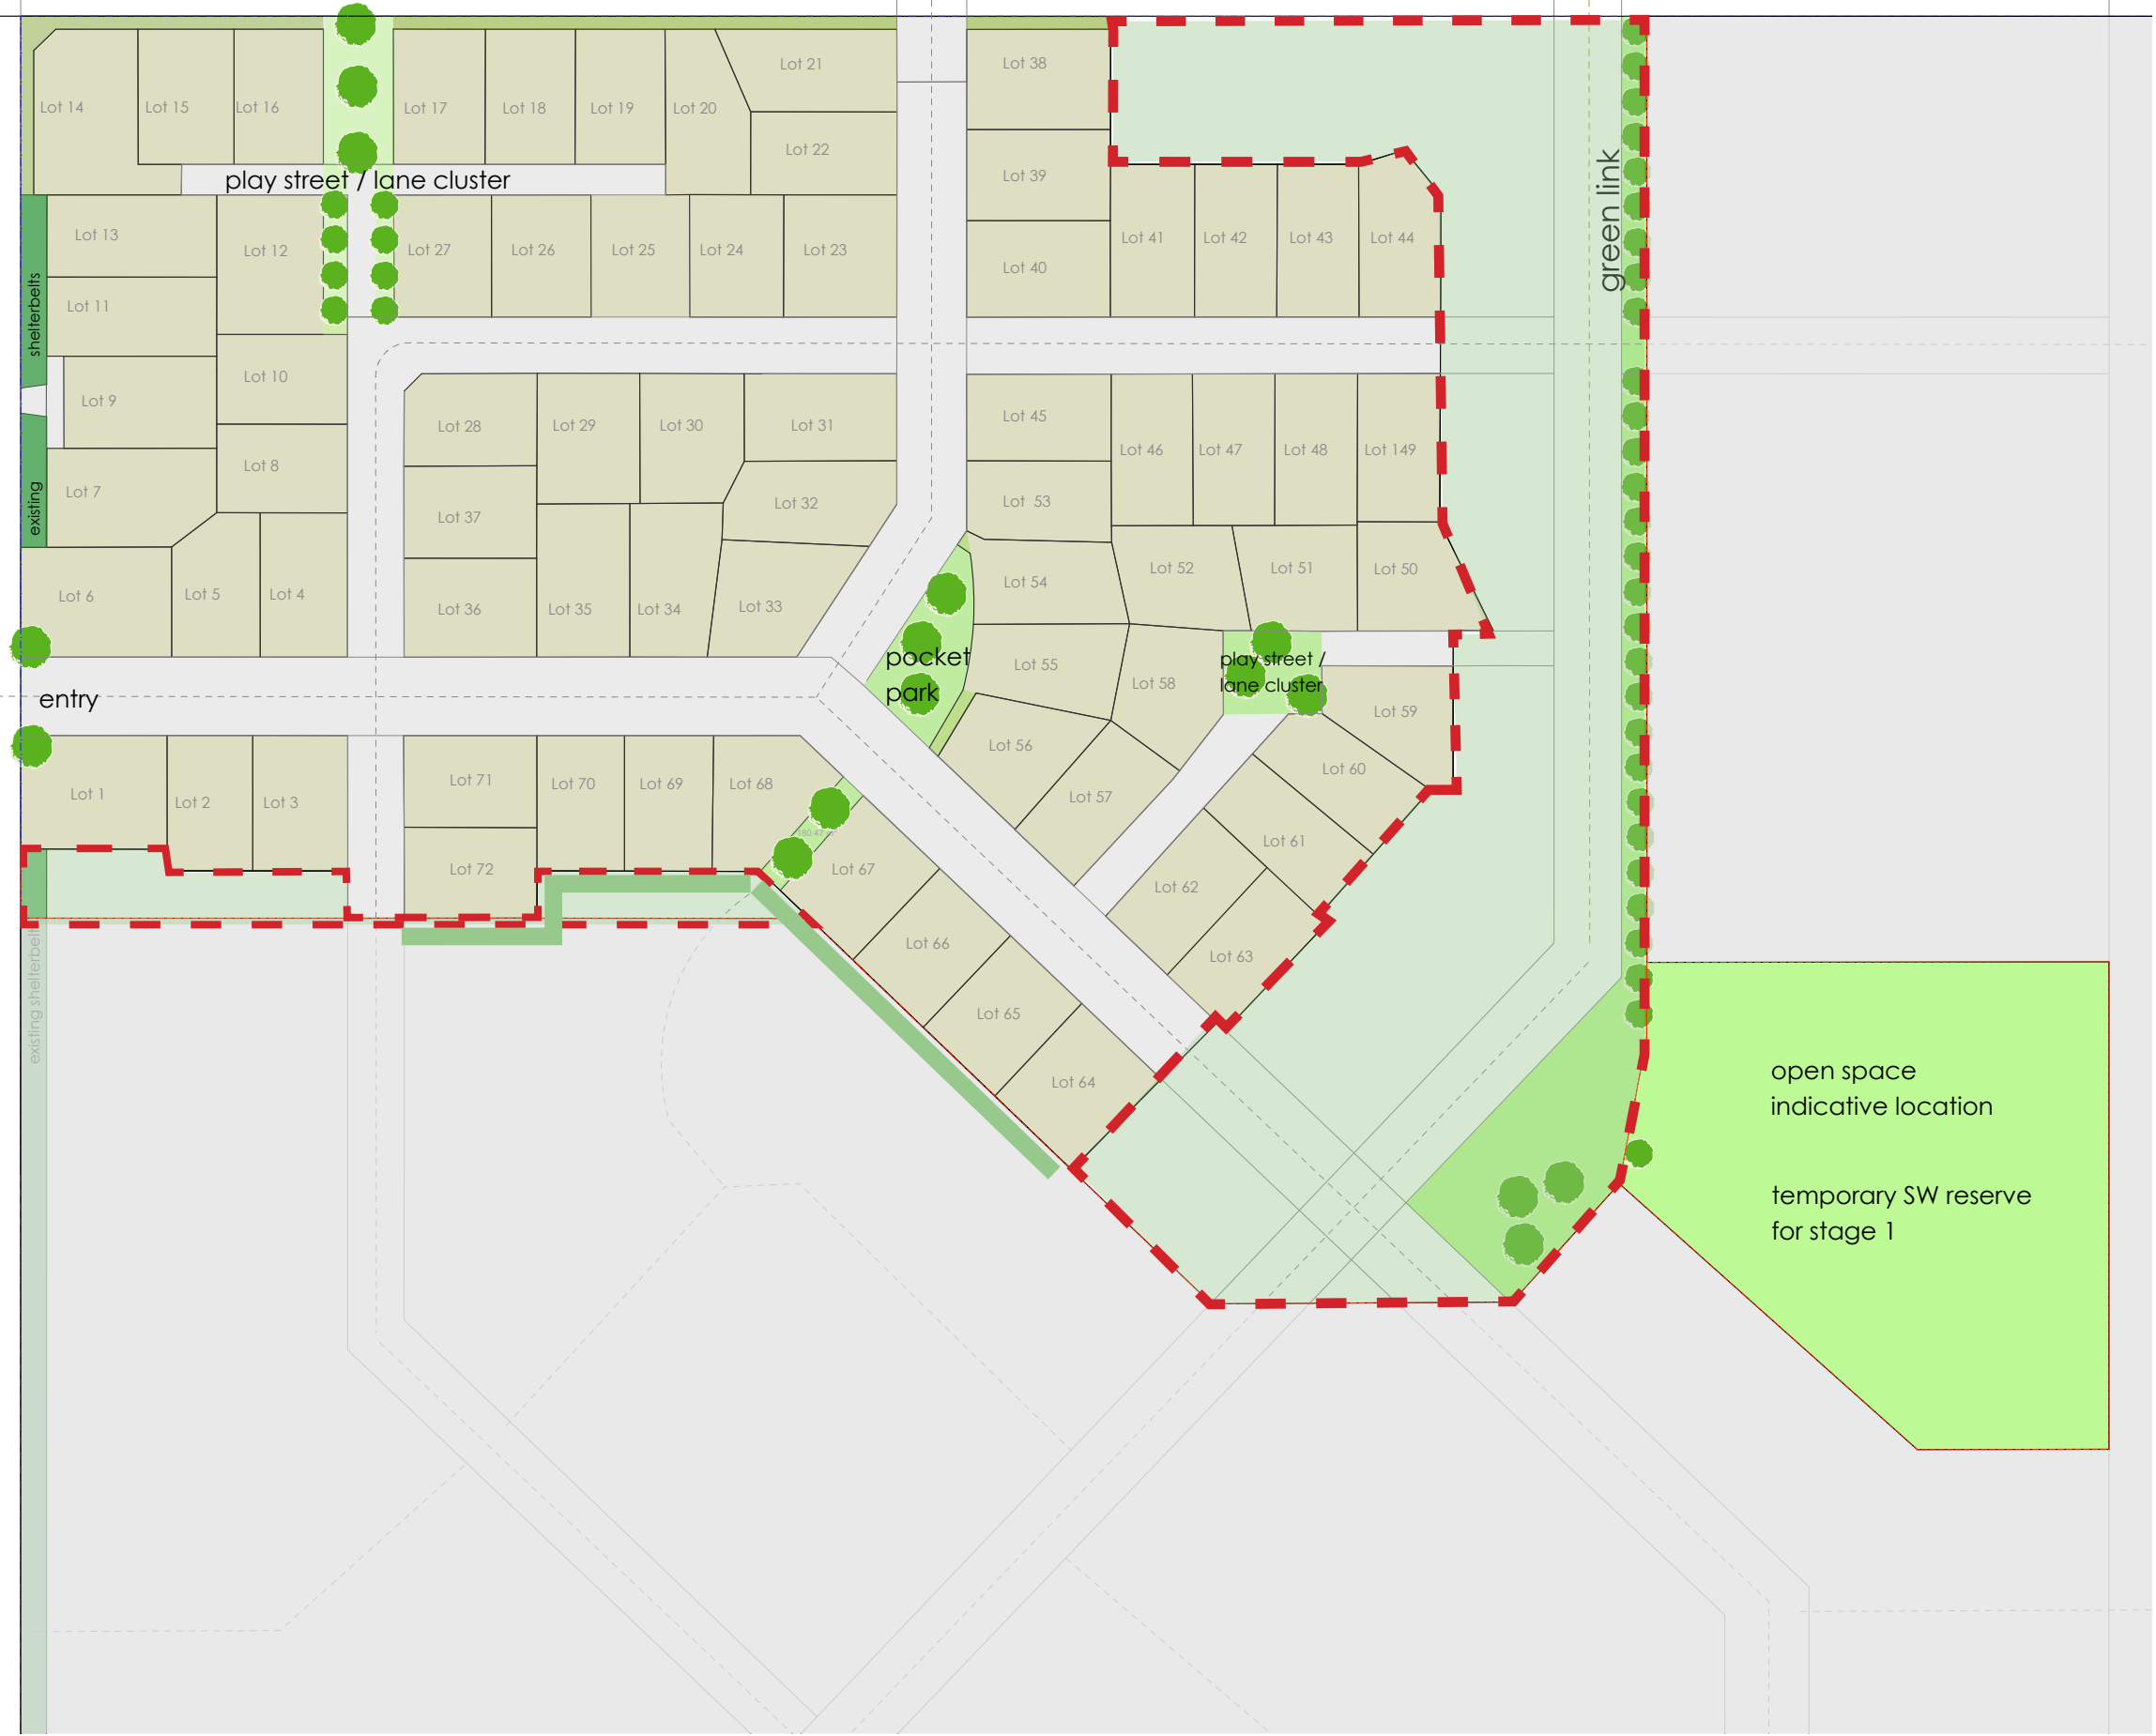 Lot 14
Lot 15
Lot 16
Lot 17
Lot 18
Lot 19
Lot 20
Lot 21
Lot 22
Lot 38
Lot 39
Lot 40
play street / lane cluster
Lot 13
Lot 12
Lot 27
Lot 26
Lot 25
Lot 24
Lot 23
Lot 41
Lot 42
Lot 43
Lot 44
green link
Lot 11
shelterbelts
existing
Lot 9
Lot 10
Lot 8
Lot 7
Lot 6
Lot 5
Lot 4
Lot 28
Lot 29
Lot 30
Lot 31
Lot 37
Lot 32
Lot 36
Lot 35
Lot 34
Lot 33
Lot 45
Lot 46
Lot 47
Lot 48
Lot 149
Lot 53
Lot 54
Lot 52
Lot 51
Lot 50
pocket
park
Lot 55
Lot 58
play street /
lane cluster
Lot 59
entry
Lot 56
Lot 57
Lot 60
Lot 61
Lot 62
Lot 63
Lot 1
Lot 2
Lot 3
Lot 71
Lot 72
Lot 70
Lot 69
Lot 68
Lot 67
Lot 66
Lot 65
Lot 64
existing shelterbelt
open space
indicative location
temporary SW reserve
for stage 1